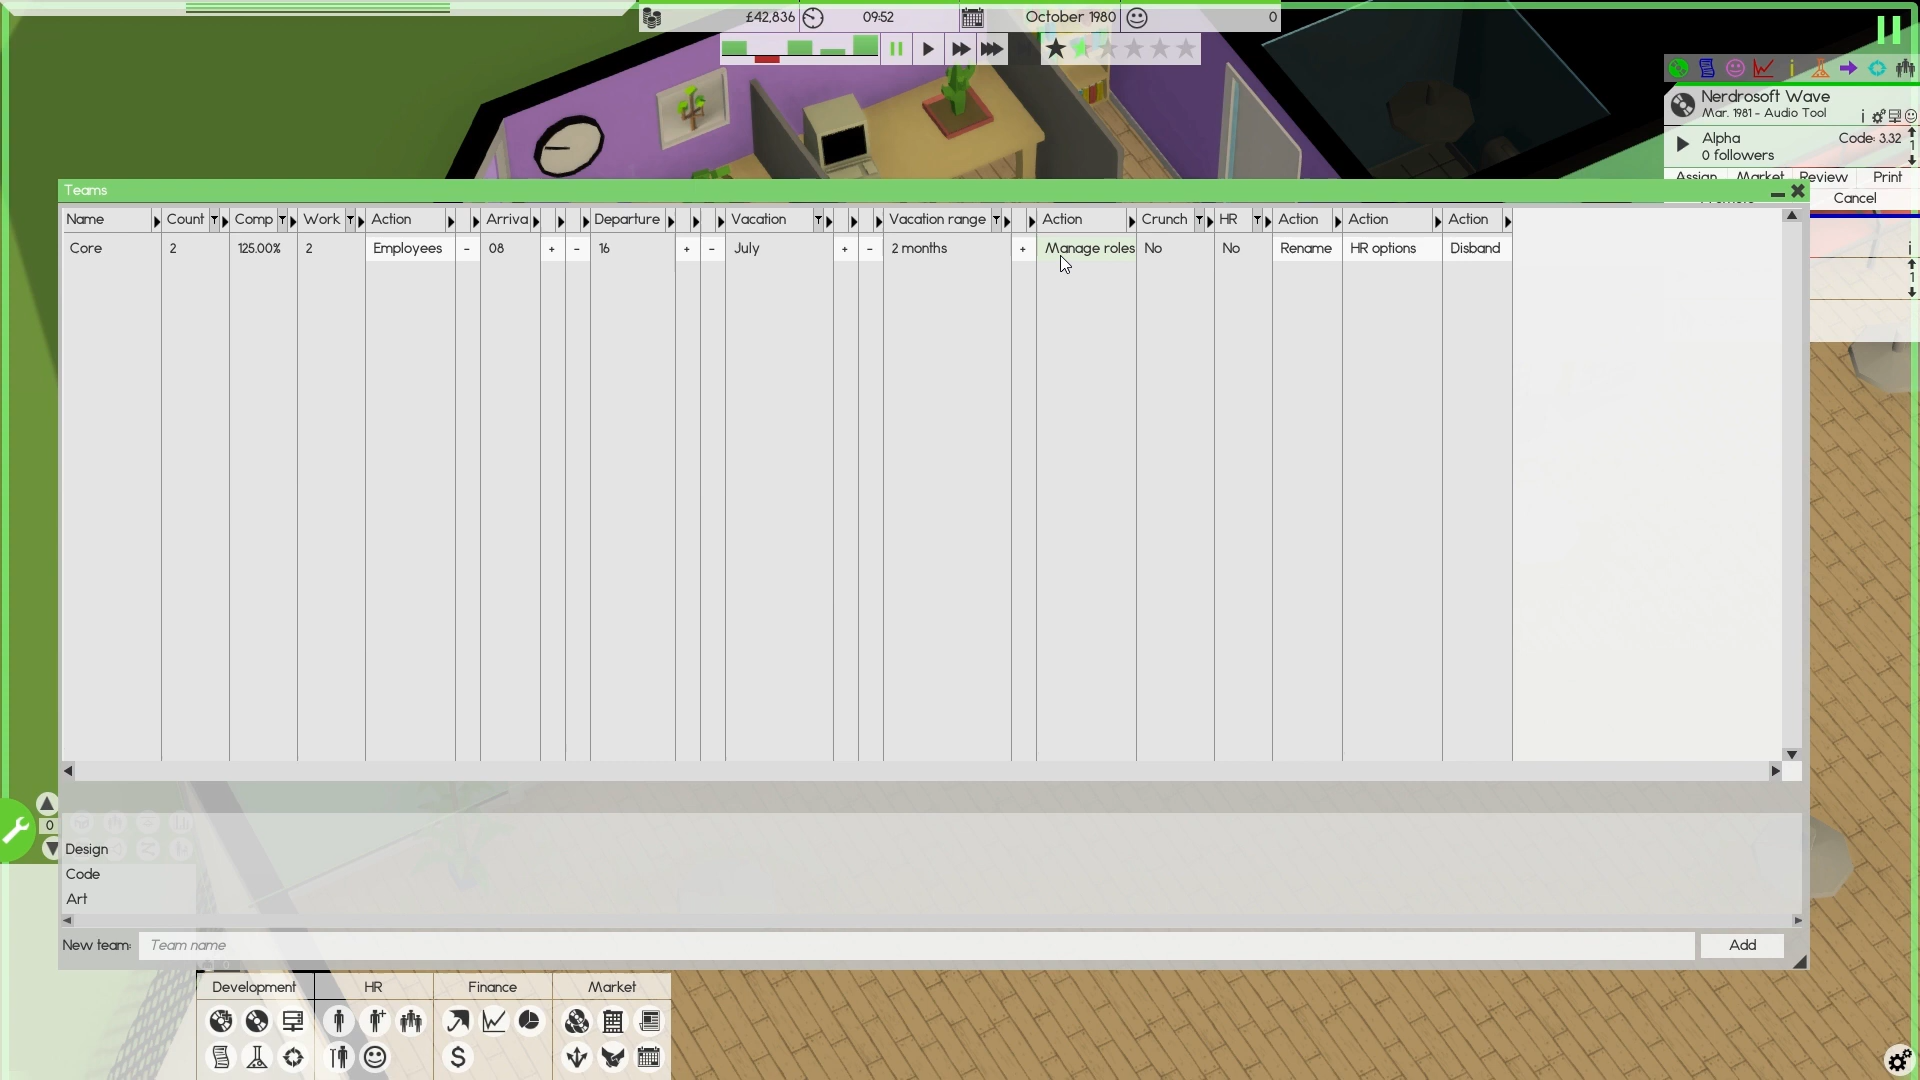 £42,836 09:52 October 1980 0
Nerdrosoft Wave
Mar. 1981 - Audio Tool
Alpha Code: 3.32
0 followers 1
Assign Market Review Print
Cancel
Teams
Name Count Comp Work Action Arriva Departure Vacation Vacation range Action Crunch HR Action Action Action
Core 2 125.00% 2 Employees - 08 + - 16 + - July + - 2 months + Manage roles No No Rename HR options Disband
1
0
Design
Code
Art
New team: Team name Add
Development HR Finance Market